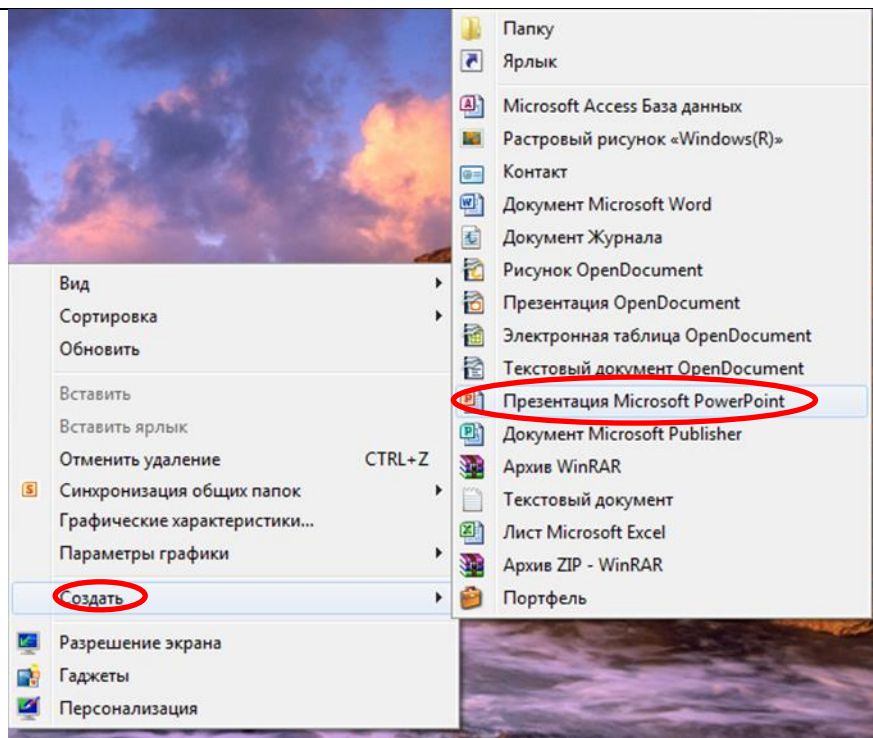 Папку
Ярлык
Microsoft Access База данных
Растровый рисунок «Windows(R)»
Контакт
Документ Microsoft Word
Документ Журнала
Рисунок OpenDocument
Презентация OpenDocument
Электронная таблица OpenDocument
Текстовый документ OpenDocument
Презентация Microsoft PowerPoint
Документ Microsoft Publisher
Архив WinRAR
Текстовый документ
Лист Microsoft Excel
Архив ZIP - WinRAR
Портфель
Вид
Сортировка
Обновить
Вставить
Вставить ярлык
Отменить удаление CTRL+Z
Синхронизация общих папок
Графические характеристики...
Параметры графики
Создать
Разрешение экрана
Гаджеты
Персонализация